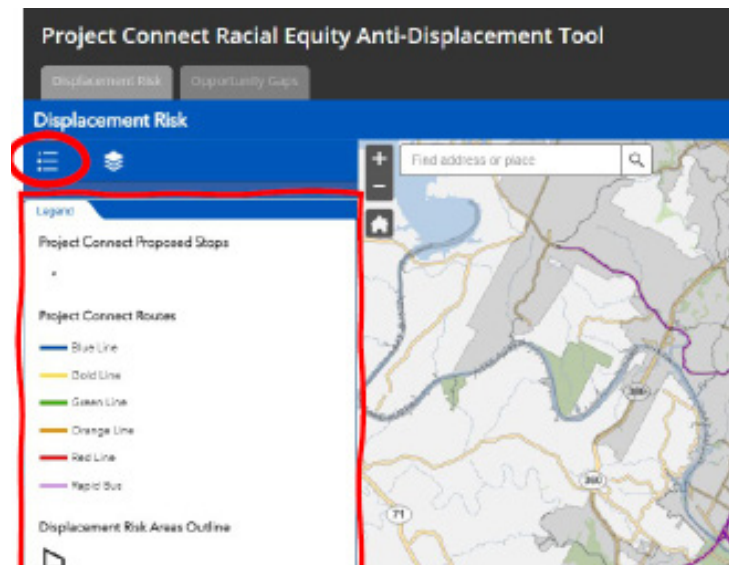 Project Connect Racial Equity Anti-Displacement Tool
Displacement Risk
Opportunity Gaps
Displacement Risk
Find address or place
Legend
Project Connect Proposed Stops
Project Connect Routes
Blue Line
Gold Line
Green Line
Orange Line
Red Line
Rapid Bus
Displacement Risk Areas Outline
360
360
71